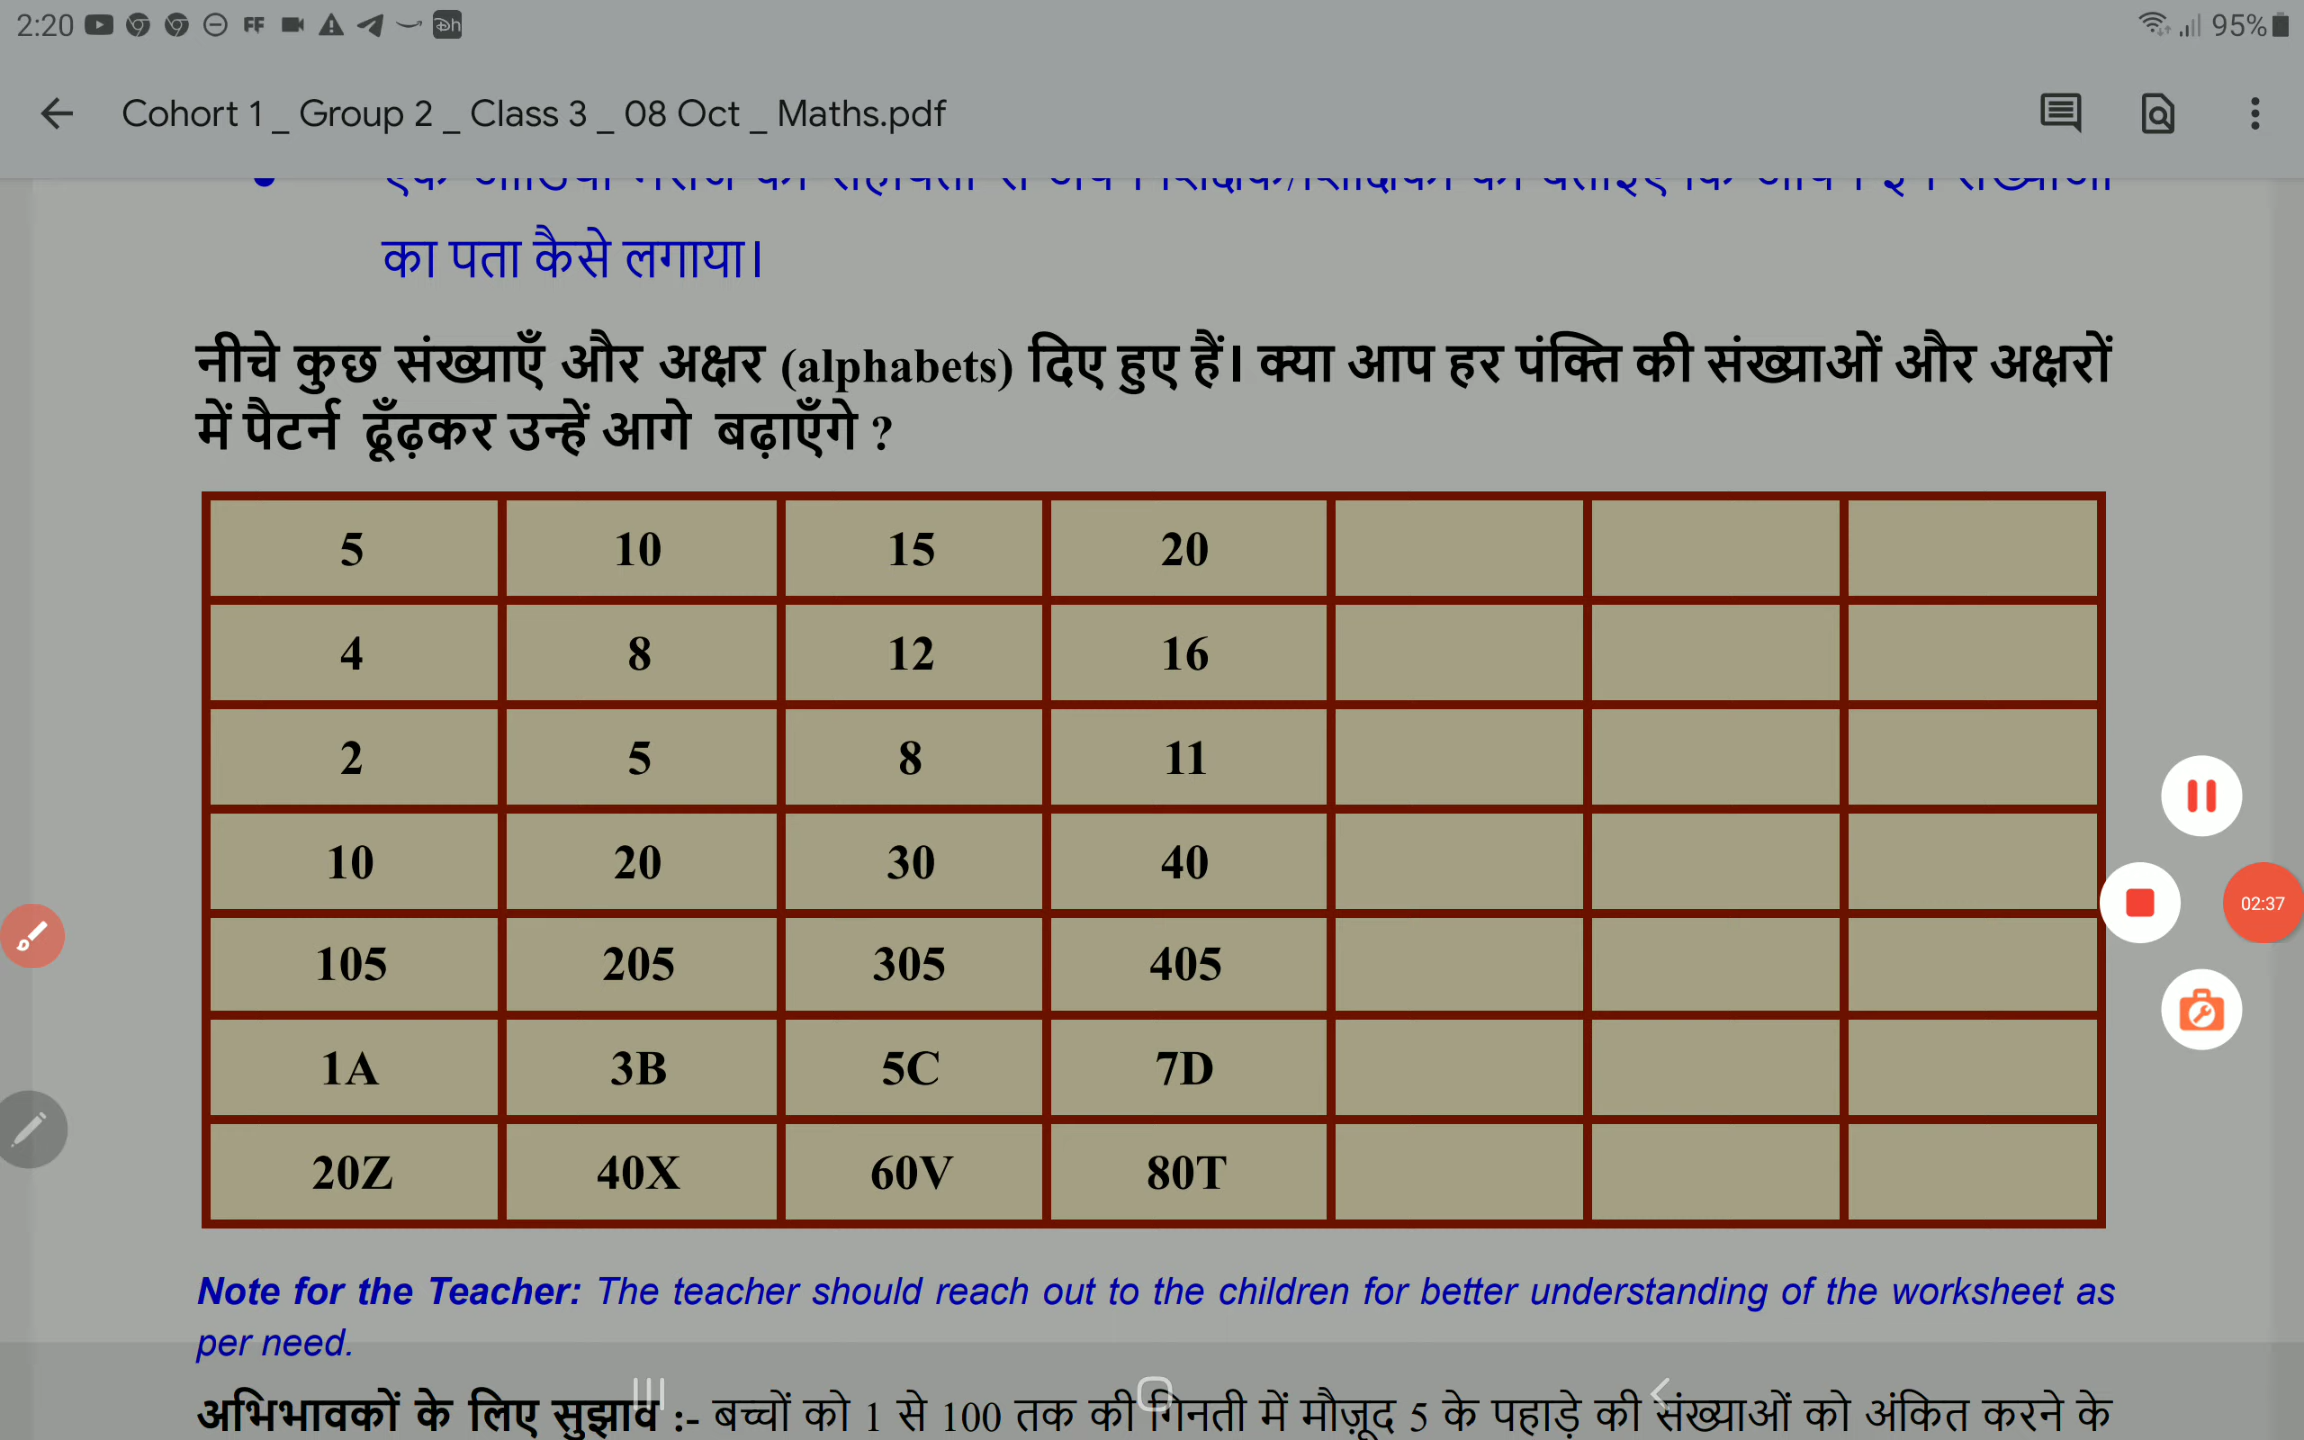 2:20
95%
Cohort 1 _ Group 2 _ Class 3 _ 08 Oct _ Maths.pdf
का पता कैसे लगाया।
नीचे कुछ संख्याएँ और अक्षर (alphabets) दिए हुए हैं। क्या आप हर पंक्ति की संख्याओं और अक्षरों
में पैटर्न ढूँढ़कर उन्हें आगे बढ़ाएँगे ?
5 10 15 20
4 8 12 16
2 5 8 11
10 20 30 40
105 205 305 405
1A 3B 5C 7D
20Z 40X 60V 80T
02:37
Note for the Teacher: The teacher should reach out to the children for better understanding of the worksheet as
per need.
अभिभावकों के लिए सुझाव :- बच्चों को 1 से 100 तक की गिनती में मौज़ूद 5 के पहाड़े की संख्याओं को अंकित करने के